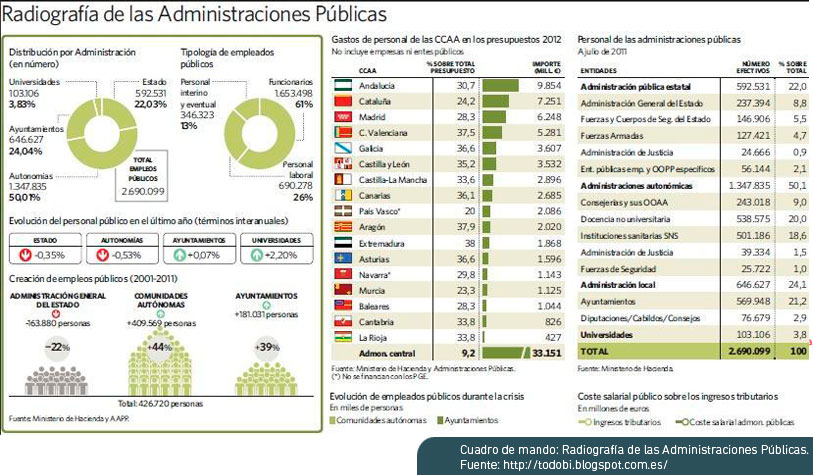 Radiografía de las Administraciones Públicas
Distribución por Administración
(en número)
Universidades
103.106
3,83%
Estado
592.531
22,03%
Ayuntamientos
646.627
24,04%
Autonomías
1.347.835
50,01%
TOTAL
EMPLEOS
PÚBLICOS
2.690.099
Tipología de empleados
públicos
Personal
interino
y eventual
346.323
13%
Funcionarios
1.653.498
61%
Personal
laboral
690.278
26%
Evolución del personal público en el último año (términos interanuales)
ESTADO
-0,35%
AUTONOMÍAS
-0,53%
AYUNTAMIENTOS
+0,07%
UNIVERSIDADES
+2,20%
Creación de empleos públicos (2001-2011)
ADMINISTRACIÓN GENERAL
DEL ESTADO
-163.880 personas
-22%
COMUNIDADES
AUTÓNOMAS
+409.569 personas
+44%
AYUNTAMIENTOS
+181.031 personas
+39%
Total: 426.720 personas
Fuente: Ministerio de Hacienda y AAPP.
Gastos de personal de las CCAA en los presupuestos 2012
No incluye empresas ni entes públicos
CCAA % SOBRE TOTAL PRESUPUESTO IMPORTE (MILL. €)
Andalucía 30,7 9.854
Cataluña 24,2 7.251
Madrid 28,3 6.248
C. Valenciana 37,5 5.281
Galicia 36,6 3.607
Castilla y León 35,2 3.532
Castilla-La Mancha 33,6 2.896
Canarias 36,1 2.685
País Vasco* 20 2.086
Aragón 37,9 2.020
Extremadura 38 1.868
Asturias 36,6 1.596
Navarra* 29,8 1.143
Murcia 23,3 1.125
Baleares 28,3 1.044
Cantabria 33,8 826
La Rioja 33,8 427
Admon. central 9,2 33.151
Fuente: Ministerio de Hacienda y Administraciones Públicas.
(*) No se financian con los PGE.
Evolución de empleados públicos durante la crisis
En miles de personas
Comunidades autónomas Ayuntamientos
Personal de las administraciones públicas
A julio de 2011
ENTIDADES NÚMERO EFECTIVOS % SOBRE TOTAL
Administración pública estatal 592.531 22,0
Administración General del Estado 237.394 8,8
Fuerzas y Cuerpos de Seg. del Estado 146.906 5,5
Fuerzas Armadas 127.421 4,7
Administración de Justicia 24.666 0,9
Ent. públicas emp. y OOPP específicos 56.144 2,1
Administraciones autonómicas 1.347.835 50,1
Consejerías y sus OOAA 243.018 9,0
Docencia no universitaria 538.575 20,0
Instituciones sanitarias SNS 501.186 18,6
Administración de Justicia 39.334 1,5
Fuerzas de Seguridad 25.722 1,0
Administración local 646.627 24,1
Ayuntamientos 569.948 21,2
Diputaciones/Cabildos/Consejos 76.679 2,9
Universidades 103.106 3,8
TOTAL 2.690.099 100
Fuente: Ministerio de Hacienda.
Coste salarial público sobre los ingresos tributarios
En millones de euros
Ingresos tributarios Coste salarial admon. públicas
Cuadro de mando: Radiografía de las Administraciones Públicas.
Fuente: http://todobi.blogspot.com.es/